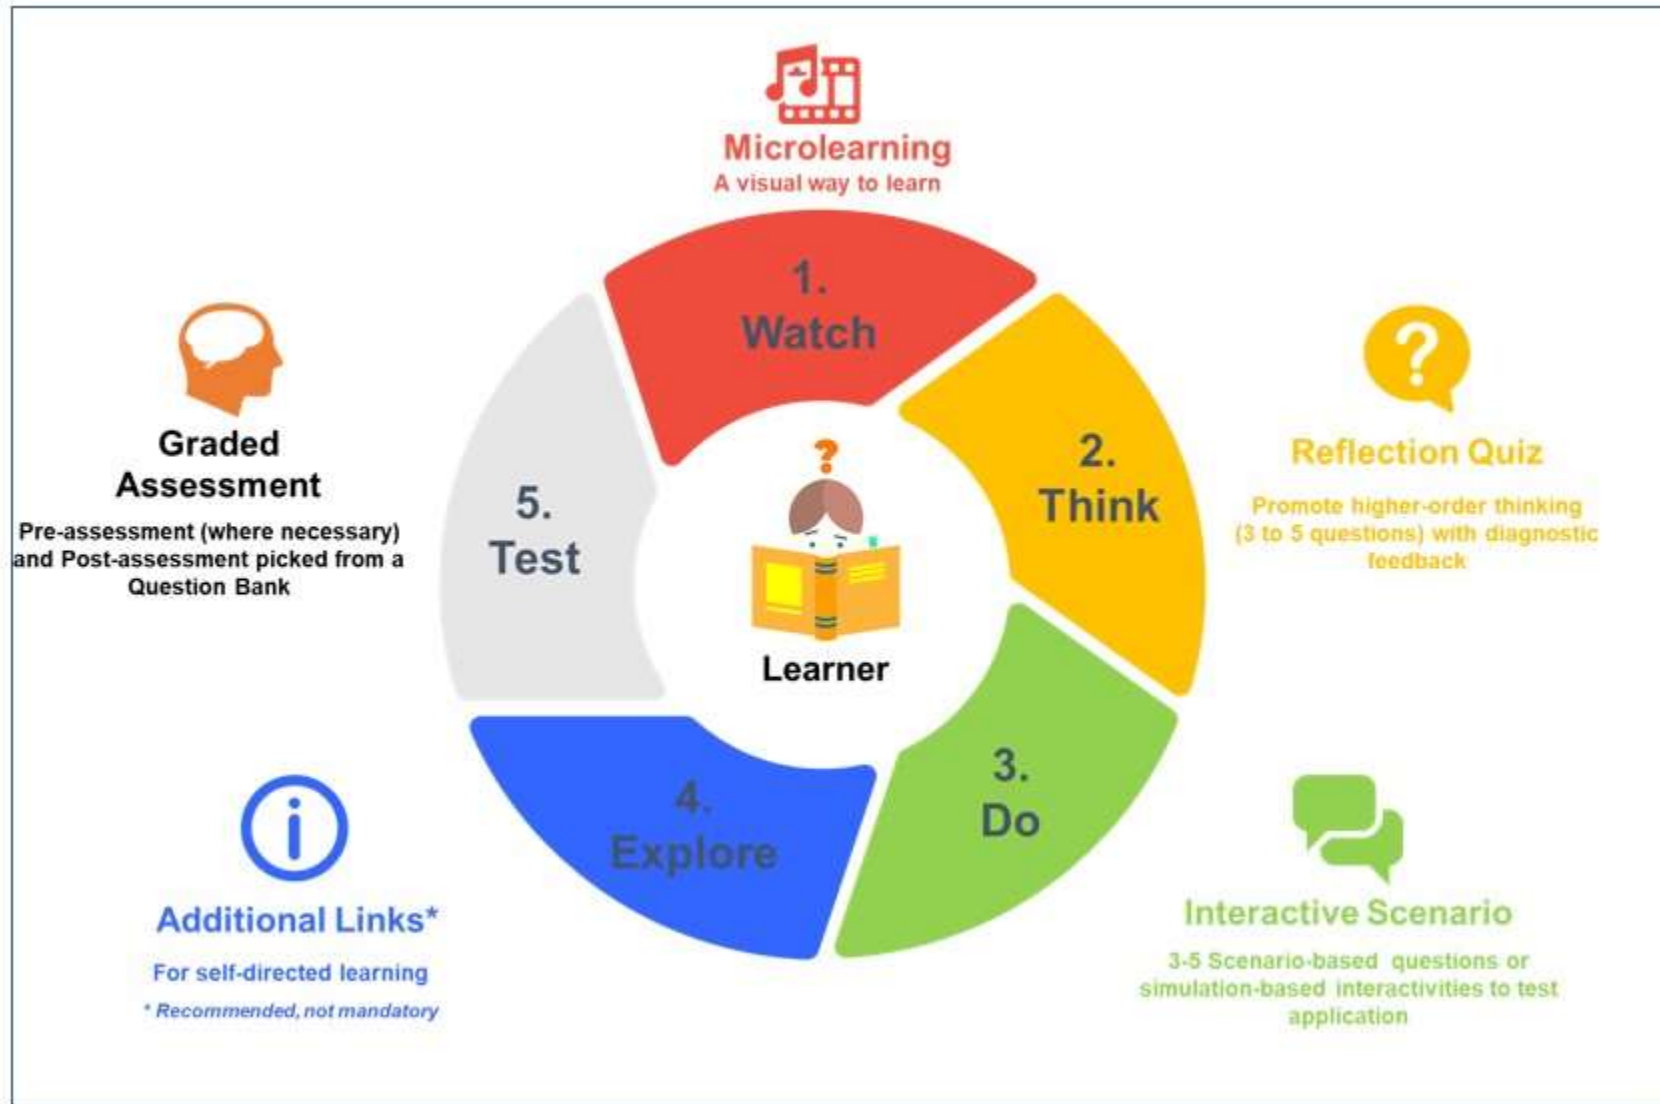 Microlearning
A visual way to learn
1.
Watch
2.
Think
Reflection Quiz
Promote higher-order thinking
(3 to 5 questions) with diagnostic
feedback
3.
Do
Interactive Scenario
3-5 Scenario-based questions or
simulation-based interactivities to test
application
4.
Explore
Additional Links*
For self-directed learning
* Recommended, not mandatory
5.
Test
Graded
Assessment
Pre-assessment (where necessary)
and Post-assessment picked from a
Question Bank
?
Learner